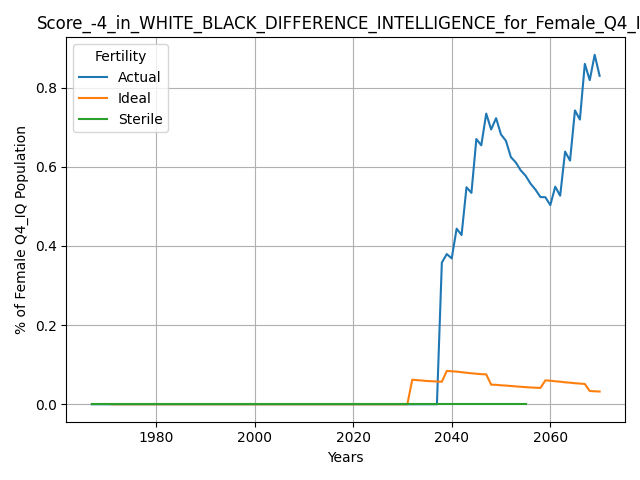 Score_-4_in_WHITE_BLACK_DIFFERENCE_INTELLIGENCE_for_Female_Q4_I
Fertility
Actual
Ideal
Sterile
% of Female Q4_IQ Population
0.8
0.6
0.4
0.2
0.0
1980
2000
2020
2040
2060
Years